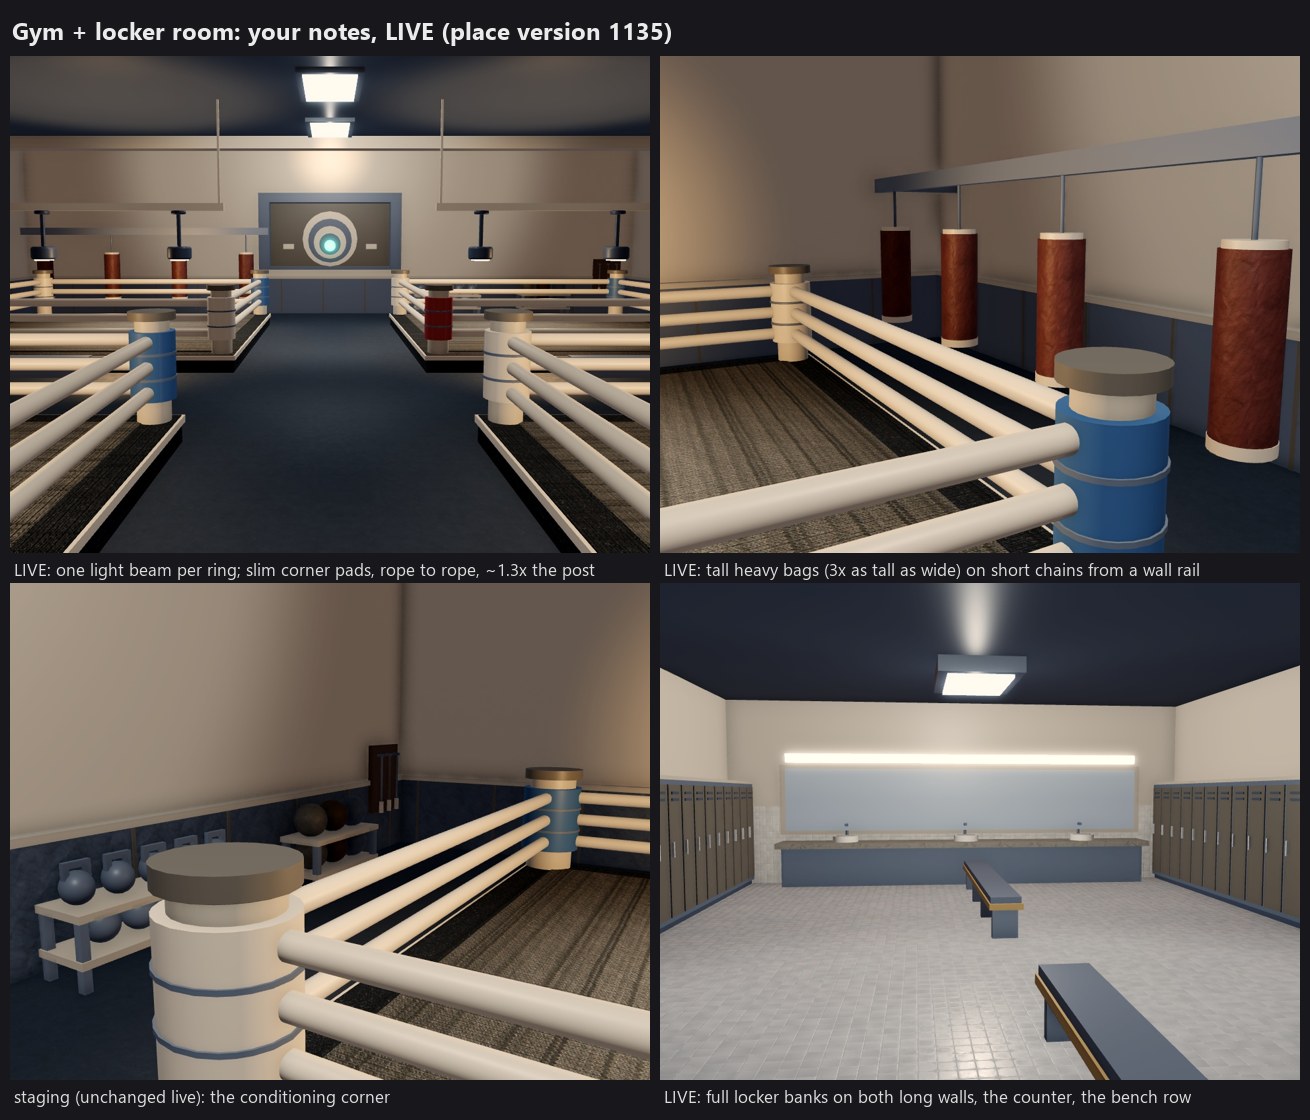 Gym + locker room: your notes, LIVE (place version 1135)
LIVE: one light beam per ring; slim corner pads, rope to rope, ~1.3x the post
LIVE: tall heavy bags (3x as tall as wide) on short chains from a wall rail
staging (unchanged live): the conditioning corner
LIVE: full locker banks on both long walls, the counter, the bench row